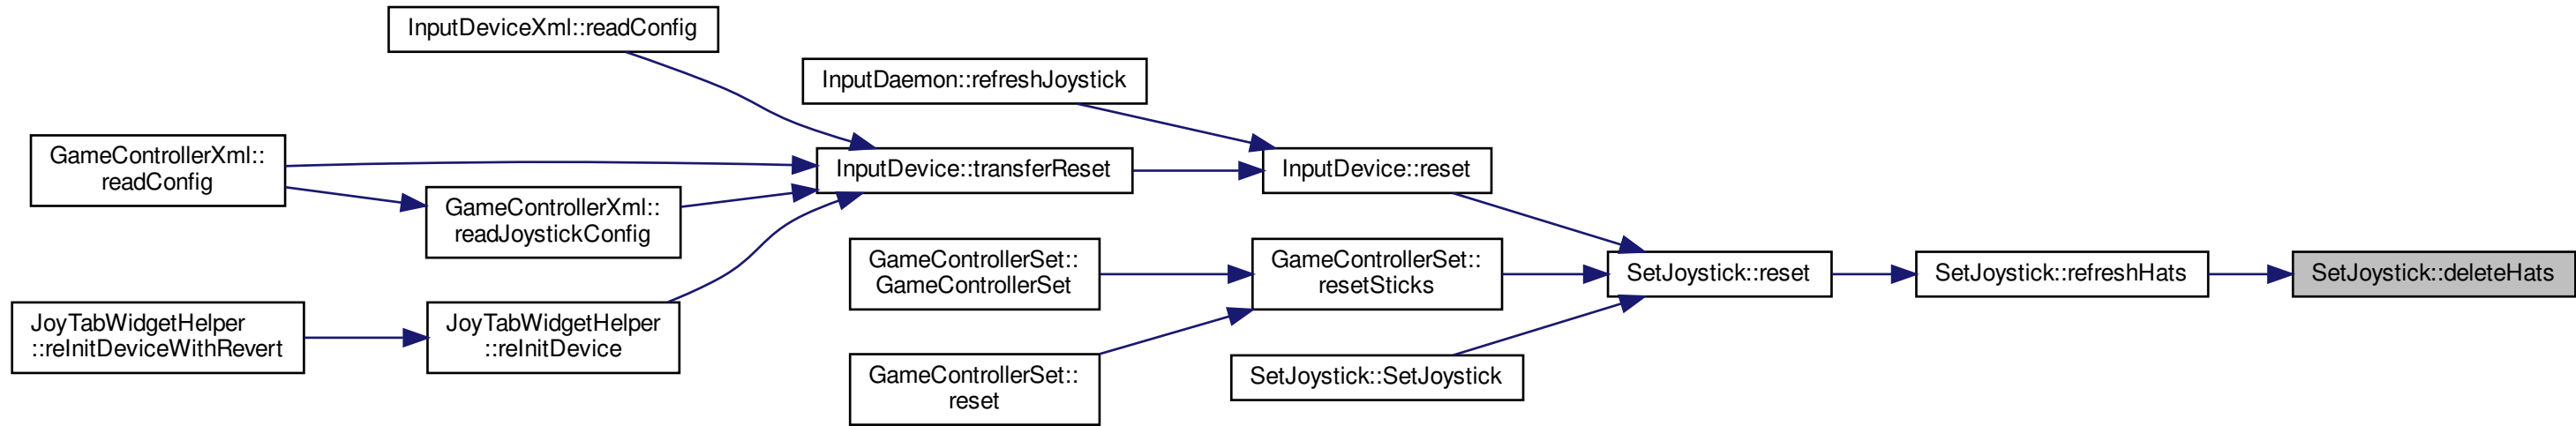 InputDeviceXml::readConfig
InputDaemon::refreshJoystick
GameControllerXml::
readConfig
InputDevice::transferReset
InputDevice::reset
GameControllerXml::
readJoystickConfig
GameControllerSet::
GameControllerSet
GameControllerSet::
resetSticks
SetJoystick::reset
SetJoystick::refreshHats
SetJoystick::deleteHats
JoyTabWidgetHelper
::reInitDeviceWithRevert
JoyTabWidgetHelper
::reInitDevice
GameControllerSet::
reset
SetJoystick::SetJoystick